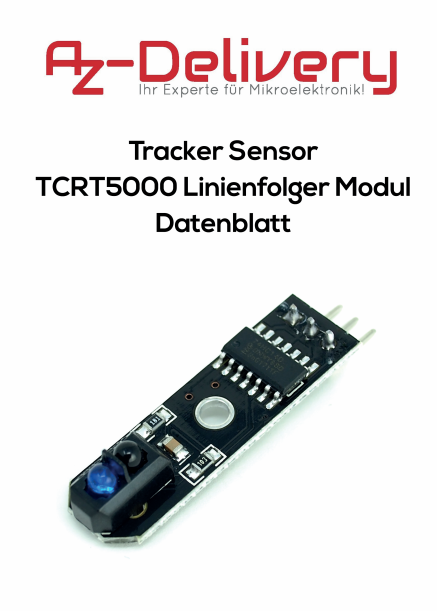 Az-Delivery
Ihr Experte für Mikroelektronik!
Tracker Sensor
TCRT5000 Linienfolger Modul
Datenblatt